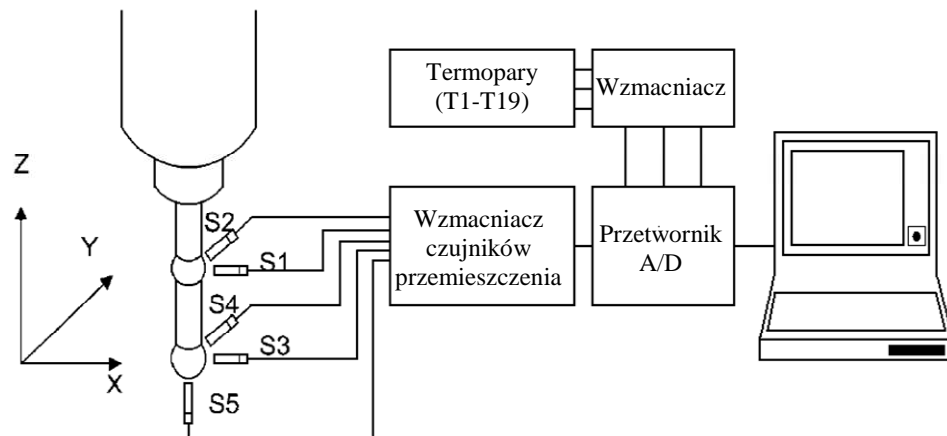 Termopary
(T1-T19)
Wzmacniacz
Z
Y
X
S2
S1
S4
S3
S5
Wzmacniacz
czujników
przemieszczenia
Przetwornik
A/D